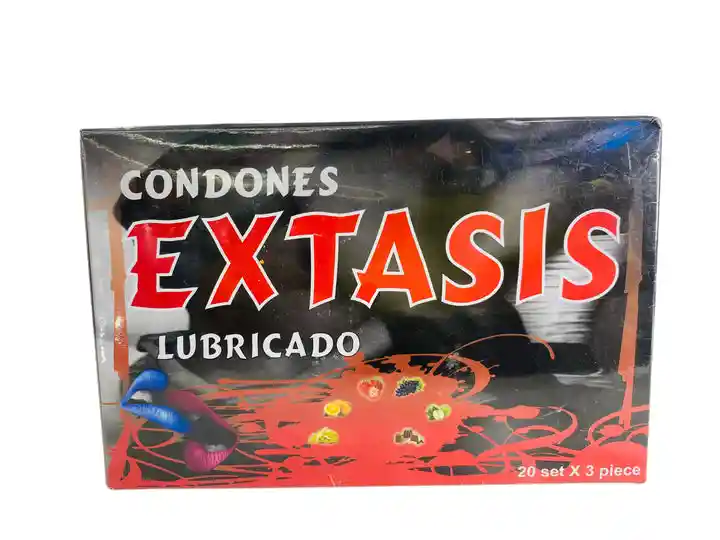 CONDONES
EXTASIS
LUBRICADO
20 set X 3 piece